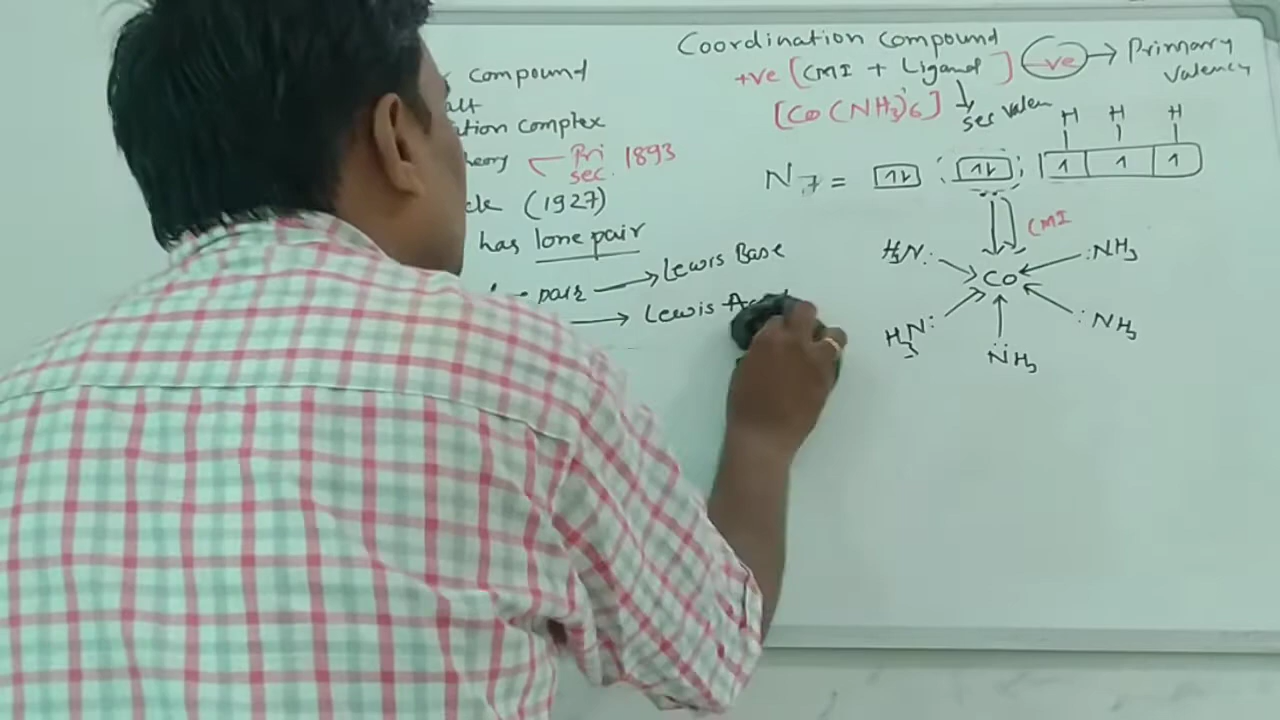 Coordination Compound
+ve [CMI + Ligand] -ve → Primary valency
[Co(NH3)6] sec valen
compound
ation complex
heory Pri 1893
sec.
(1927)
has lone pair
pair → Lewis Base
→ Lewis
H H H
N7 = 1↿⇂ : 1↿⇂ : 1 1 1
CMI
H3N: Co :NH3
H3N: :NH3
N̈H3